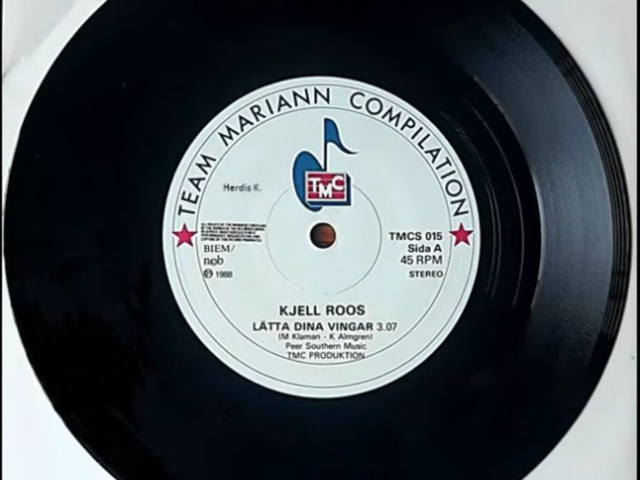 TEAM MARIANN COMPILATION
TMC
Herdis K.
BIEM/
ncb
Ⓟ 1988
TMCS 015
Sida A
45 RPM
STEREO
KJELL ROOS
LÄTTA DINA VINGAR 3.07
(M Klaman - K Almgren)
Peer Southern Music
TMC PRODUKTION